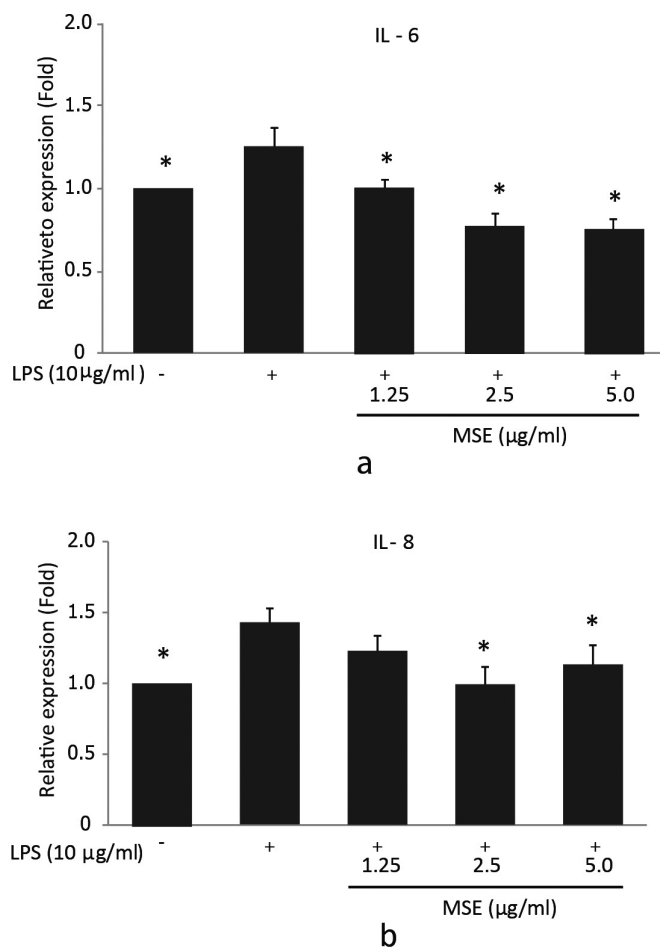 IL - 6
Relativeto expression (Fold)
2.0
1.5
*
*
*
*
1.0
0.5
0
LPS (10µg/ml) - + + + +
1.25 2.5 5.0
MSE (µg/ml)
a
IL- 8
Relative expression (Fold)
2.0
1.5
*
*
*
1.0
0.5
0
LPS (10 µg/ml) - + + + +
1.25 2.5 5.0
MSE (µg/ml)
b